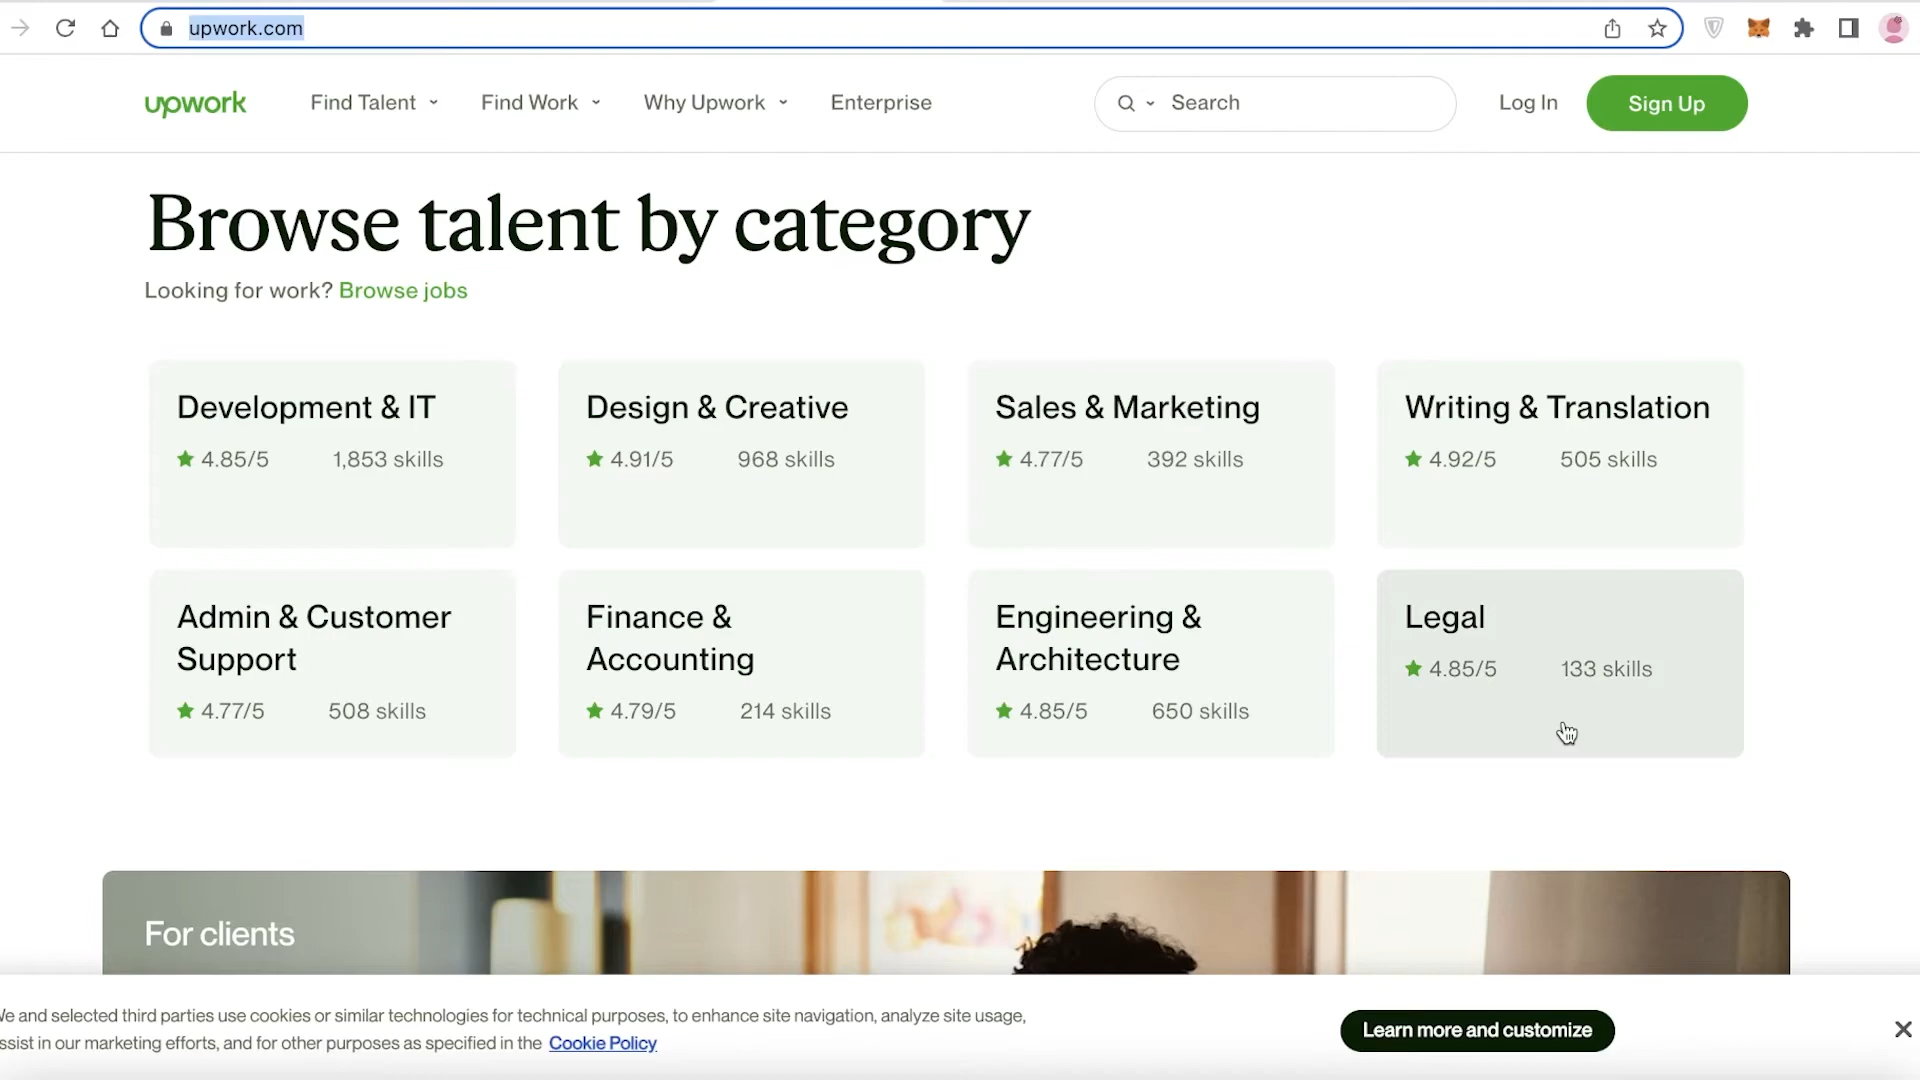 upwork.com
upwork
Find Talent
Find Work
Why Upwork
Enterprise
Search
Log In
Sign Up
Browse talent by category
Looking for work? Browse jobs
Development & IT
4.85/5 1,853 skills
Design & Creative
4.91/5 968 skills
Sales & Marketing
4.77/5 392 skills
Writing & Translation
4.92/5 505 skills
Admin & Customer
Support
4.77/5 508 skills
Finance &
Accounting
4.79/5 214 skills
Engineering &
Architecture
4.85/5 650 skills
Legal
4.85/5 133 skills
For clients
We and selected third parties use cookies or similar technologies for technical purposes, to enhance site navigation, analyze site usage,
ssist in our marketing efforts, and for other purposes as specified in the Cookie Policy
Learn more and customize